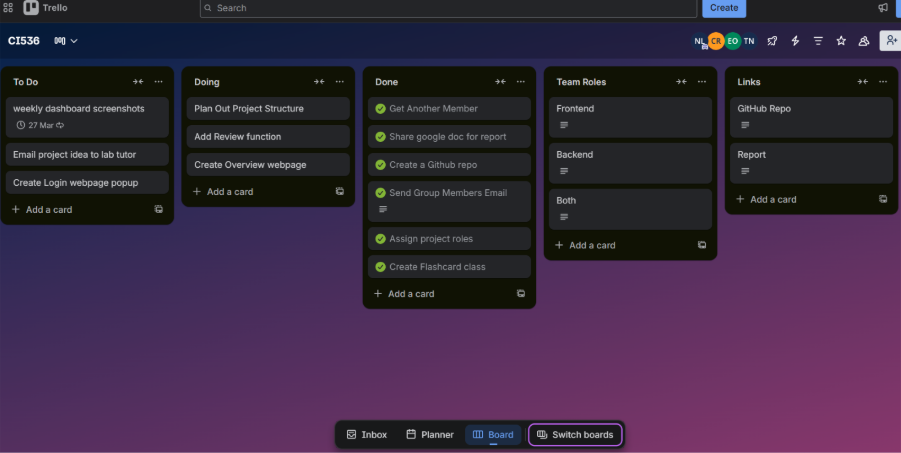 Trello
Search
Create
CI536
NL CR EO TN
To Do
weekly dashboard screenshots
27 Mar
Email project idea to lab tutor
Create Login webpage popup
+ Add a card
Doing
Plan Out Project Structure
Add Review function
Create Overview webpage
+ Add a card
Done
Get Another Member
Share google doc for report
Create a Github repo
Send Group Members Email
Assign project roles
Create Flashcard class
+ Add a card
Team Roles
Frontend
Backend
Both
+ Add a card
Links
GitHub Repo
Report
+ Add a card
Inbox
Planner
Board
Switch boards